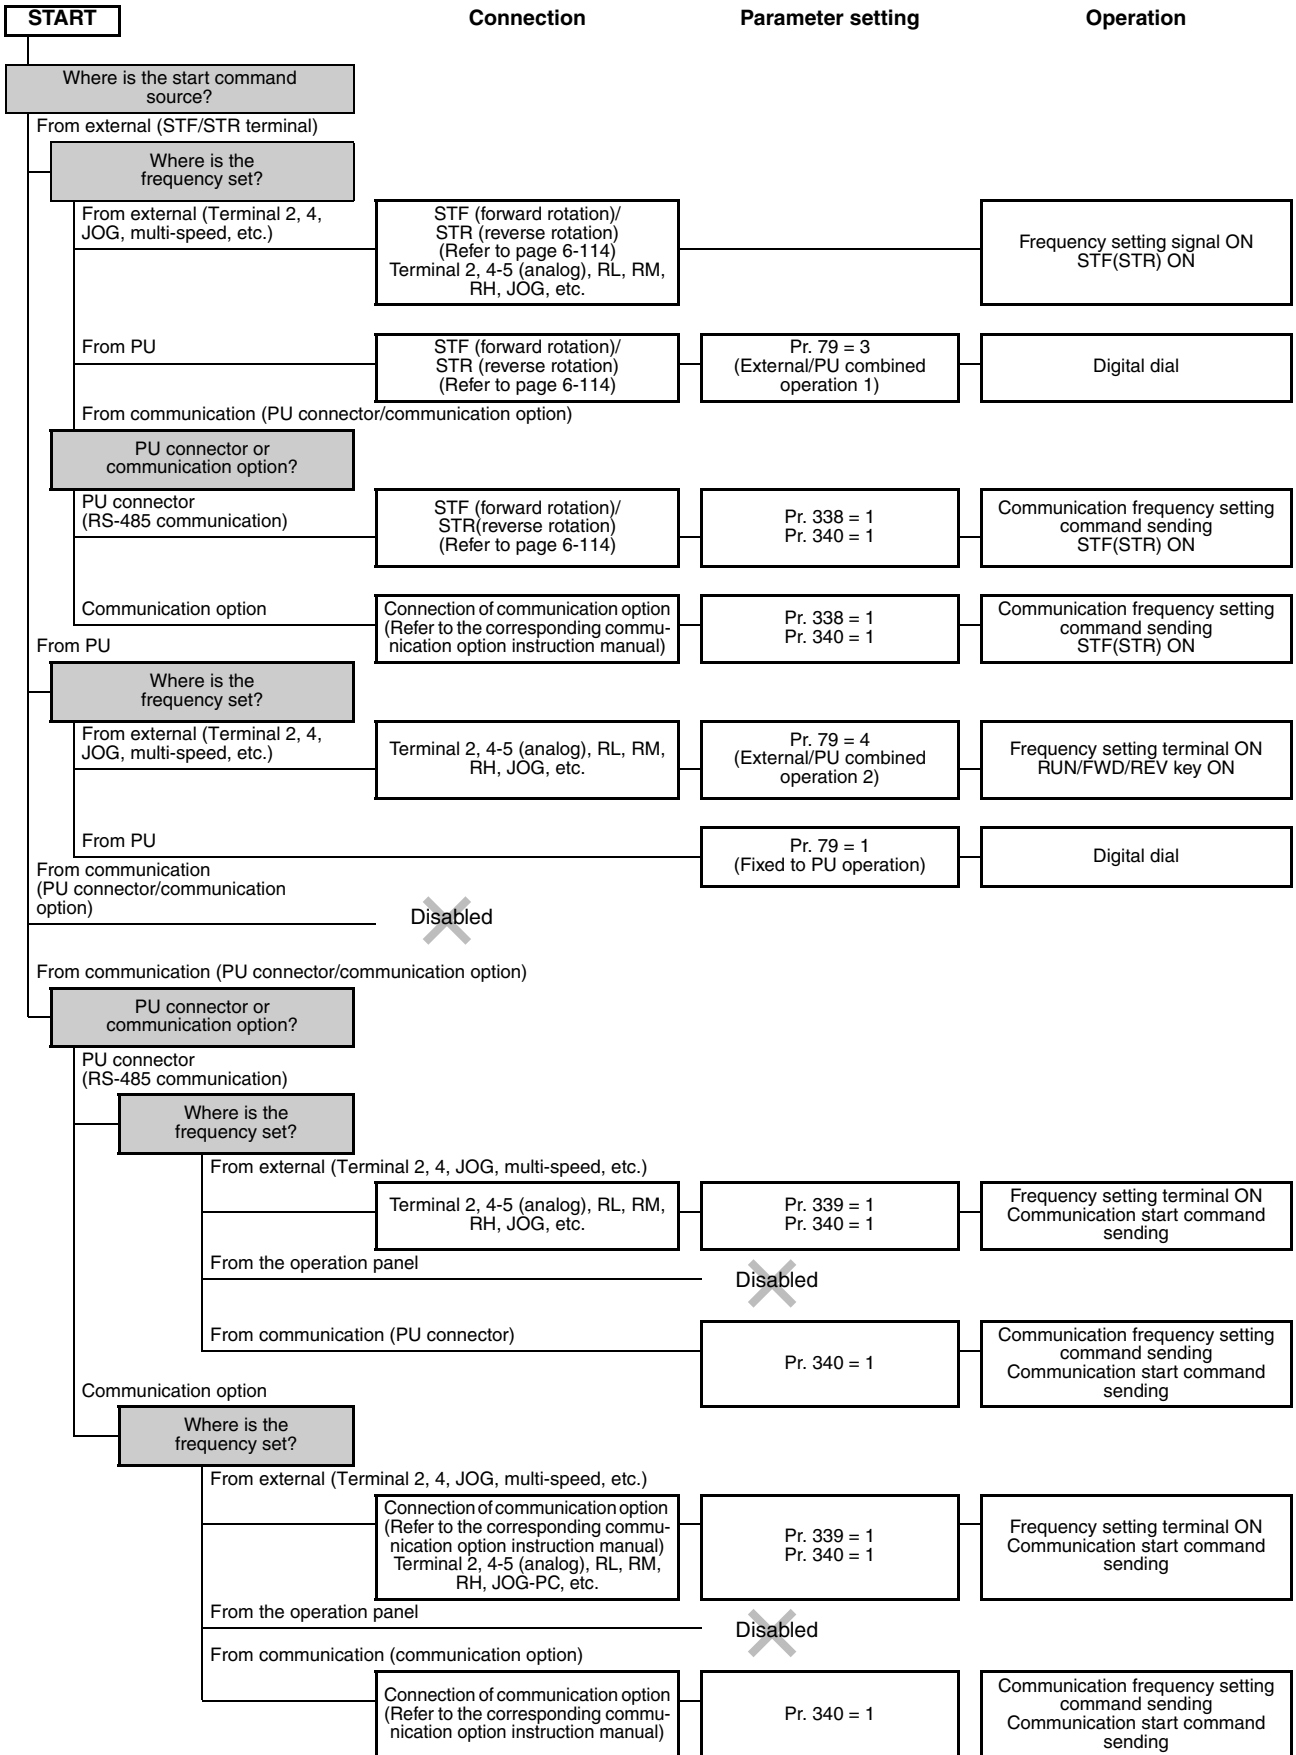 START
Connection
Parameter setting
Operation
Where is the start command
source?
From external (STF/STR terminal)
Where is the
frequency set?
From external (Terminal 2, 4,
JOG, multi-speed, etc.)
STF (forward rotation)/
STR (reverse rotation)
(Refer to page 6-114)
Terminal 2, 4-5 (analog), RL, RM,
RH, JOG, etc.
Frequency setting signal ON
STF(STR) ON
From PU
STF (forward rotation)/
STR (reverse rotation)
(Refer to page 6-114)
Pr. 79 = 3
(External/PU combined
operation 1)
Digital dial
From communication (PU connector/communication option)
PU connector or
communication option?
PU connector
(RS-485 communication)
STF (forward rotation)/
STR(reverse rotation)
(Refer to page 6-114)
Pr. 338 = 1
Pr. 340 = 1
Communication frequency setting
command sending
STF(STR) ON
Communication option
Connection of communication option
(Refer to the corresponding commu-
nication option instruction manual)
Pr. 338 = 1
Pr. 340 = 1
Communication frequency setting
command sending
STF(STR) ON
From PU
Where is the
frequency set?
From external (Terminal 2, 4,
JOG, multi-speed, etc.)
Terminal 2, 4-5 (analog), RL, RM,
RH, JOG, etc.
Pr. 79 = 4
(External/PU combined
operation 2)
Frequency setting terminal ON
RUN/FWD/REV key ON
From PU
Pr. 79 = 1
(Fixed to PU operation)
Digital dial
From communication
(PU connector/communication
option)
Disabled
From communication (PU connector/communication option)
PU connector or
communication option?
PU connector
(RS-485 communication)
Where is the
frequency set?
From external (Terminal 2, 4, JOG, multi-speed, etc.)
Terminal 2, 4-5 (analog), RL, RM,
RH, JOG, etc.
Pr. 339 = 1
Pr. 340 = 1
Frequency setting terminal ON
Communication start command
sending
From the operation panel
Disabled
From communication (PU connector)
Pr. 340 = 1
Communication frequency setting
command sending
Communication start command
sending
Communication option
Where is the
frequency set?
From external (Terminal 2, 4, JOG, multi-speed, etc.)
Connection of communication option
(Refer to the corresponding commu-
nication option instruction manual)
Terminal 2, 4-5 (analog), RL, RM,
RH, JOG-PC, etc.
Pr. 339 = 1
Pr. 340 = 1
Frequency setting terminal ON
Communication start command
sending
From the operation panel
Disabled
From communication (communication option)
Connection of communication option
(Refer to the corresponding commu-
nication option instruction manual)
Pr. 340 = 1
Communication frequency setting
command sending
Communication start command
sending